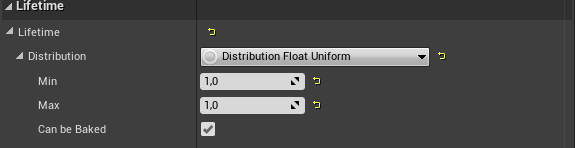 Lifetime
Lifetime
Distribution Distribution Float Uniform
Min 1,0
Max 1,0
Can be Baked